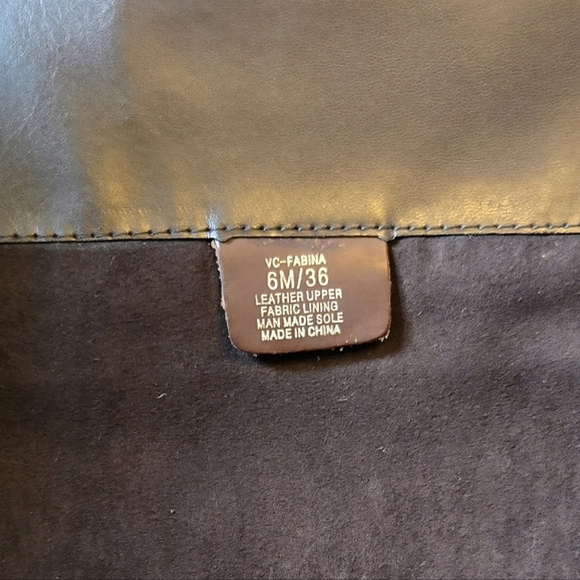 VC-FABINA
6M/36
LEATHER UPPER
FABRIC LINING
MAN MADE SOLE
MADE IN CHINA